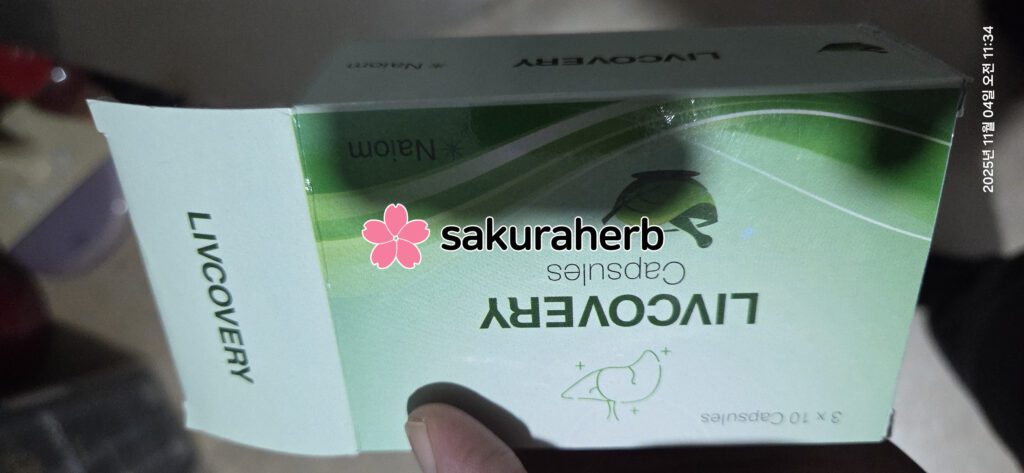 LIVCOVERY
✳ Naiom
✳ Naiom
sakuraherb
Capsules
LIVCOVERY
3 x 10 Capsules
LIVCOVERY
2025년 11월 04일 오전 11:34